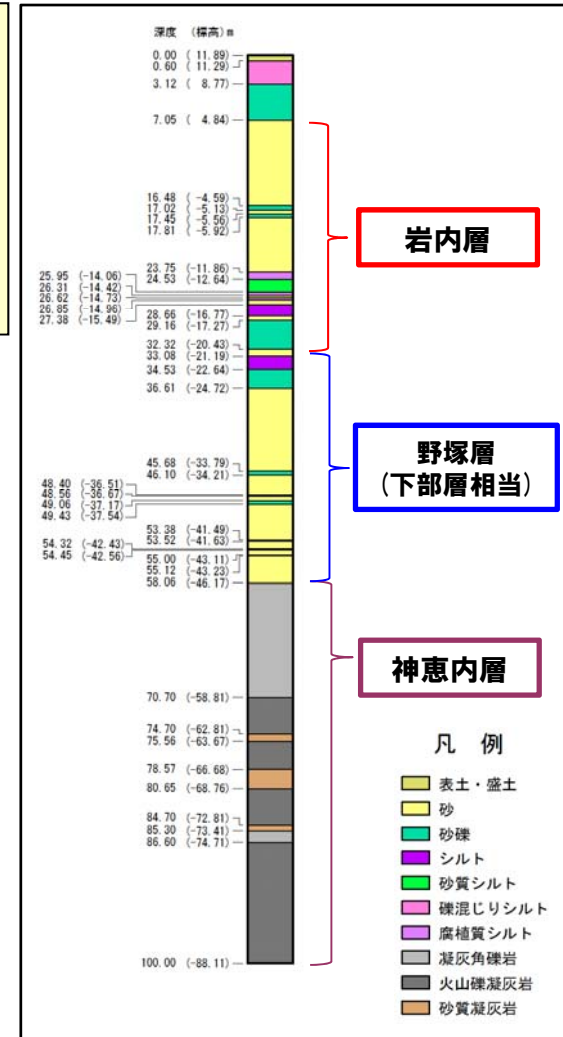 深度 (標高)m
0.00 ( 11.89)
0.60 ( 11.29)
3.12 ( 8.77)
7.05 ( 4.84)
16.48 (-4.59)
17.02 (-5.13)
17.45 (-5.56)
17.81 (-5.92)
23.75 (-11.86)
24.53 (-12.64)
25.95 (-14.06)
26.31 (-14.42)
26.62 (-14.73)
26.85 (-14.96)
27.38 (-15.49)
28.66 (-16.77)
29.16 (-17.27)
32.32 (-20.43)
33.08 (-21.19)
34.53 (-22.64)
36.61 (-24.72)
45.68 (-33.79)
46.10 (-34.21)
48.40 (-36.51)
48.56 (-36.67)
49.06 (-37.17)
49.43 (-37.54)
53.38 (-41.49)
53.52 (-41.63)
54.32 (-42.43)
54.45 (-42.56)
55.00 (-43.11)
55.12 (-43.23)
58.06 (-46.17)
70.70 (-58.81)
74.70 (-62.81)
75.56 (-63.67)
78.57 (-66.68)
80.65 (-68.76)
84.70 (-72.81)
85.30 (-73.41)
86.60 (-74.71)
100.00 (-88.11)
岩内層
野塚層
(下部層相当)
神恵内層
凡 例
表土・盛土
砂
砂礫
シルト
砂質シルト
礫混じりシルト
腐植質シルト
凝灰角礫岩
火山礫凝灰岩
砂質凝灰岩